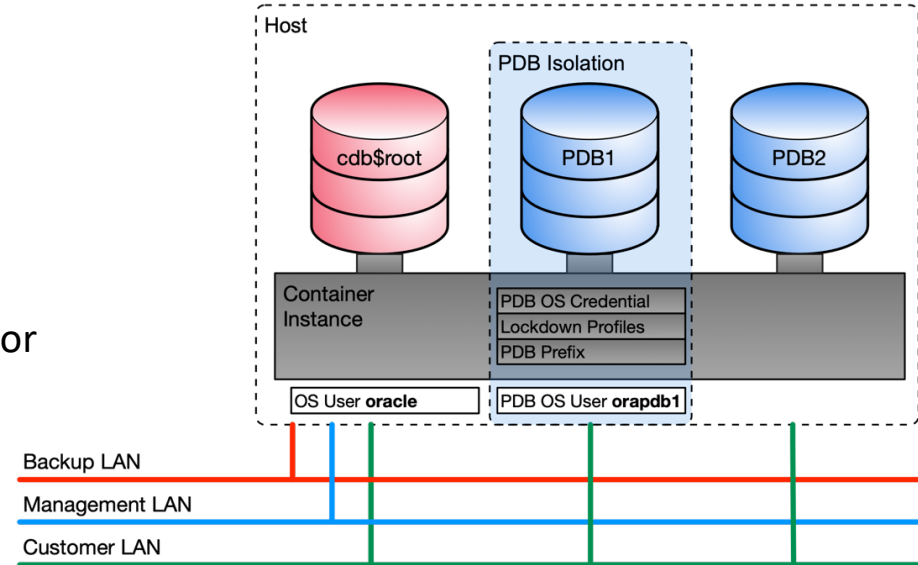 Host
PDB Isolation
cdb$root
PDB1
PDB2
Container
Instance
PDB OS Credential
Lockdown Profiles
PDB Prefix
or
OS User oracle
PDB OS User orapdb1
Backup LAN
Management LAN
Customer LAN